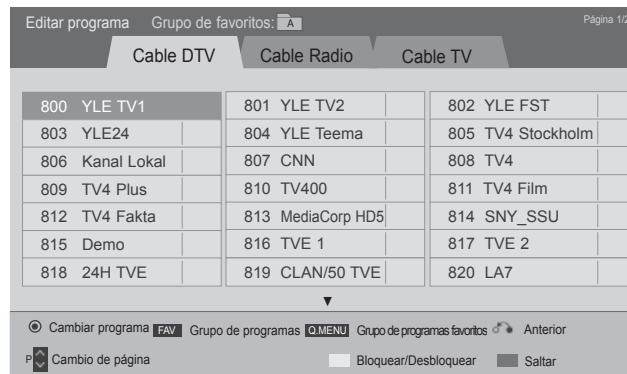 Editar programa Grupo de favoritos: A Página 1/2
Cable DTV Cable Radio Cable TV
800 YLE TV1 801 YLE TV2 802 YLE FST
803 YLE24 804 YLE Teema 805 TV4 Stockholm
806 Kanal Lokal 807 CNN 808 TV4
809 TV4 Plus 810 TV400 811 TV4 Film
812 TV4 Fakta 813 MediaCorp HD5 814 SNY_SSU
815 Demo 816 TVE 1 817 TVE 2
818 24H TVE 819 CLAN/50 TVE 820 LA7
Cambiar programa FAV Grupo de programas Q.MENU Grupo de programas favoritos Anterior
P Cambio de página Bloquear/Desbloquear Saltar